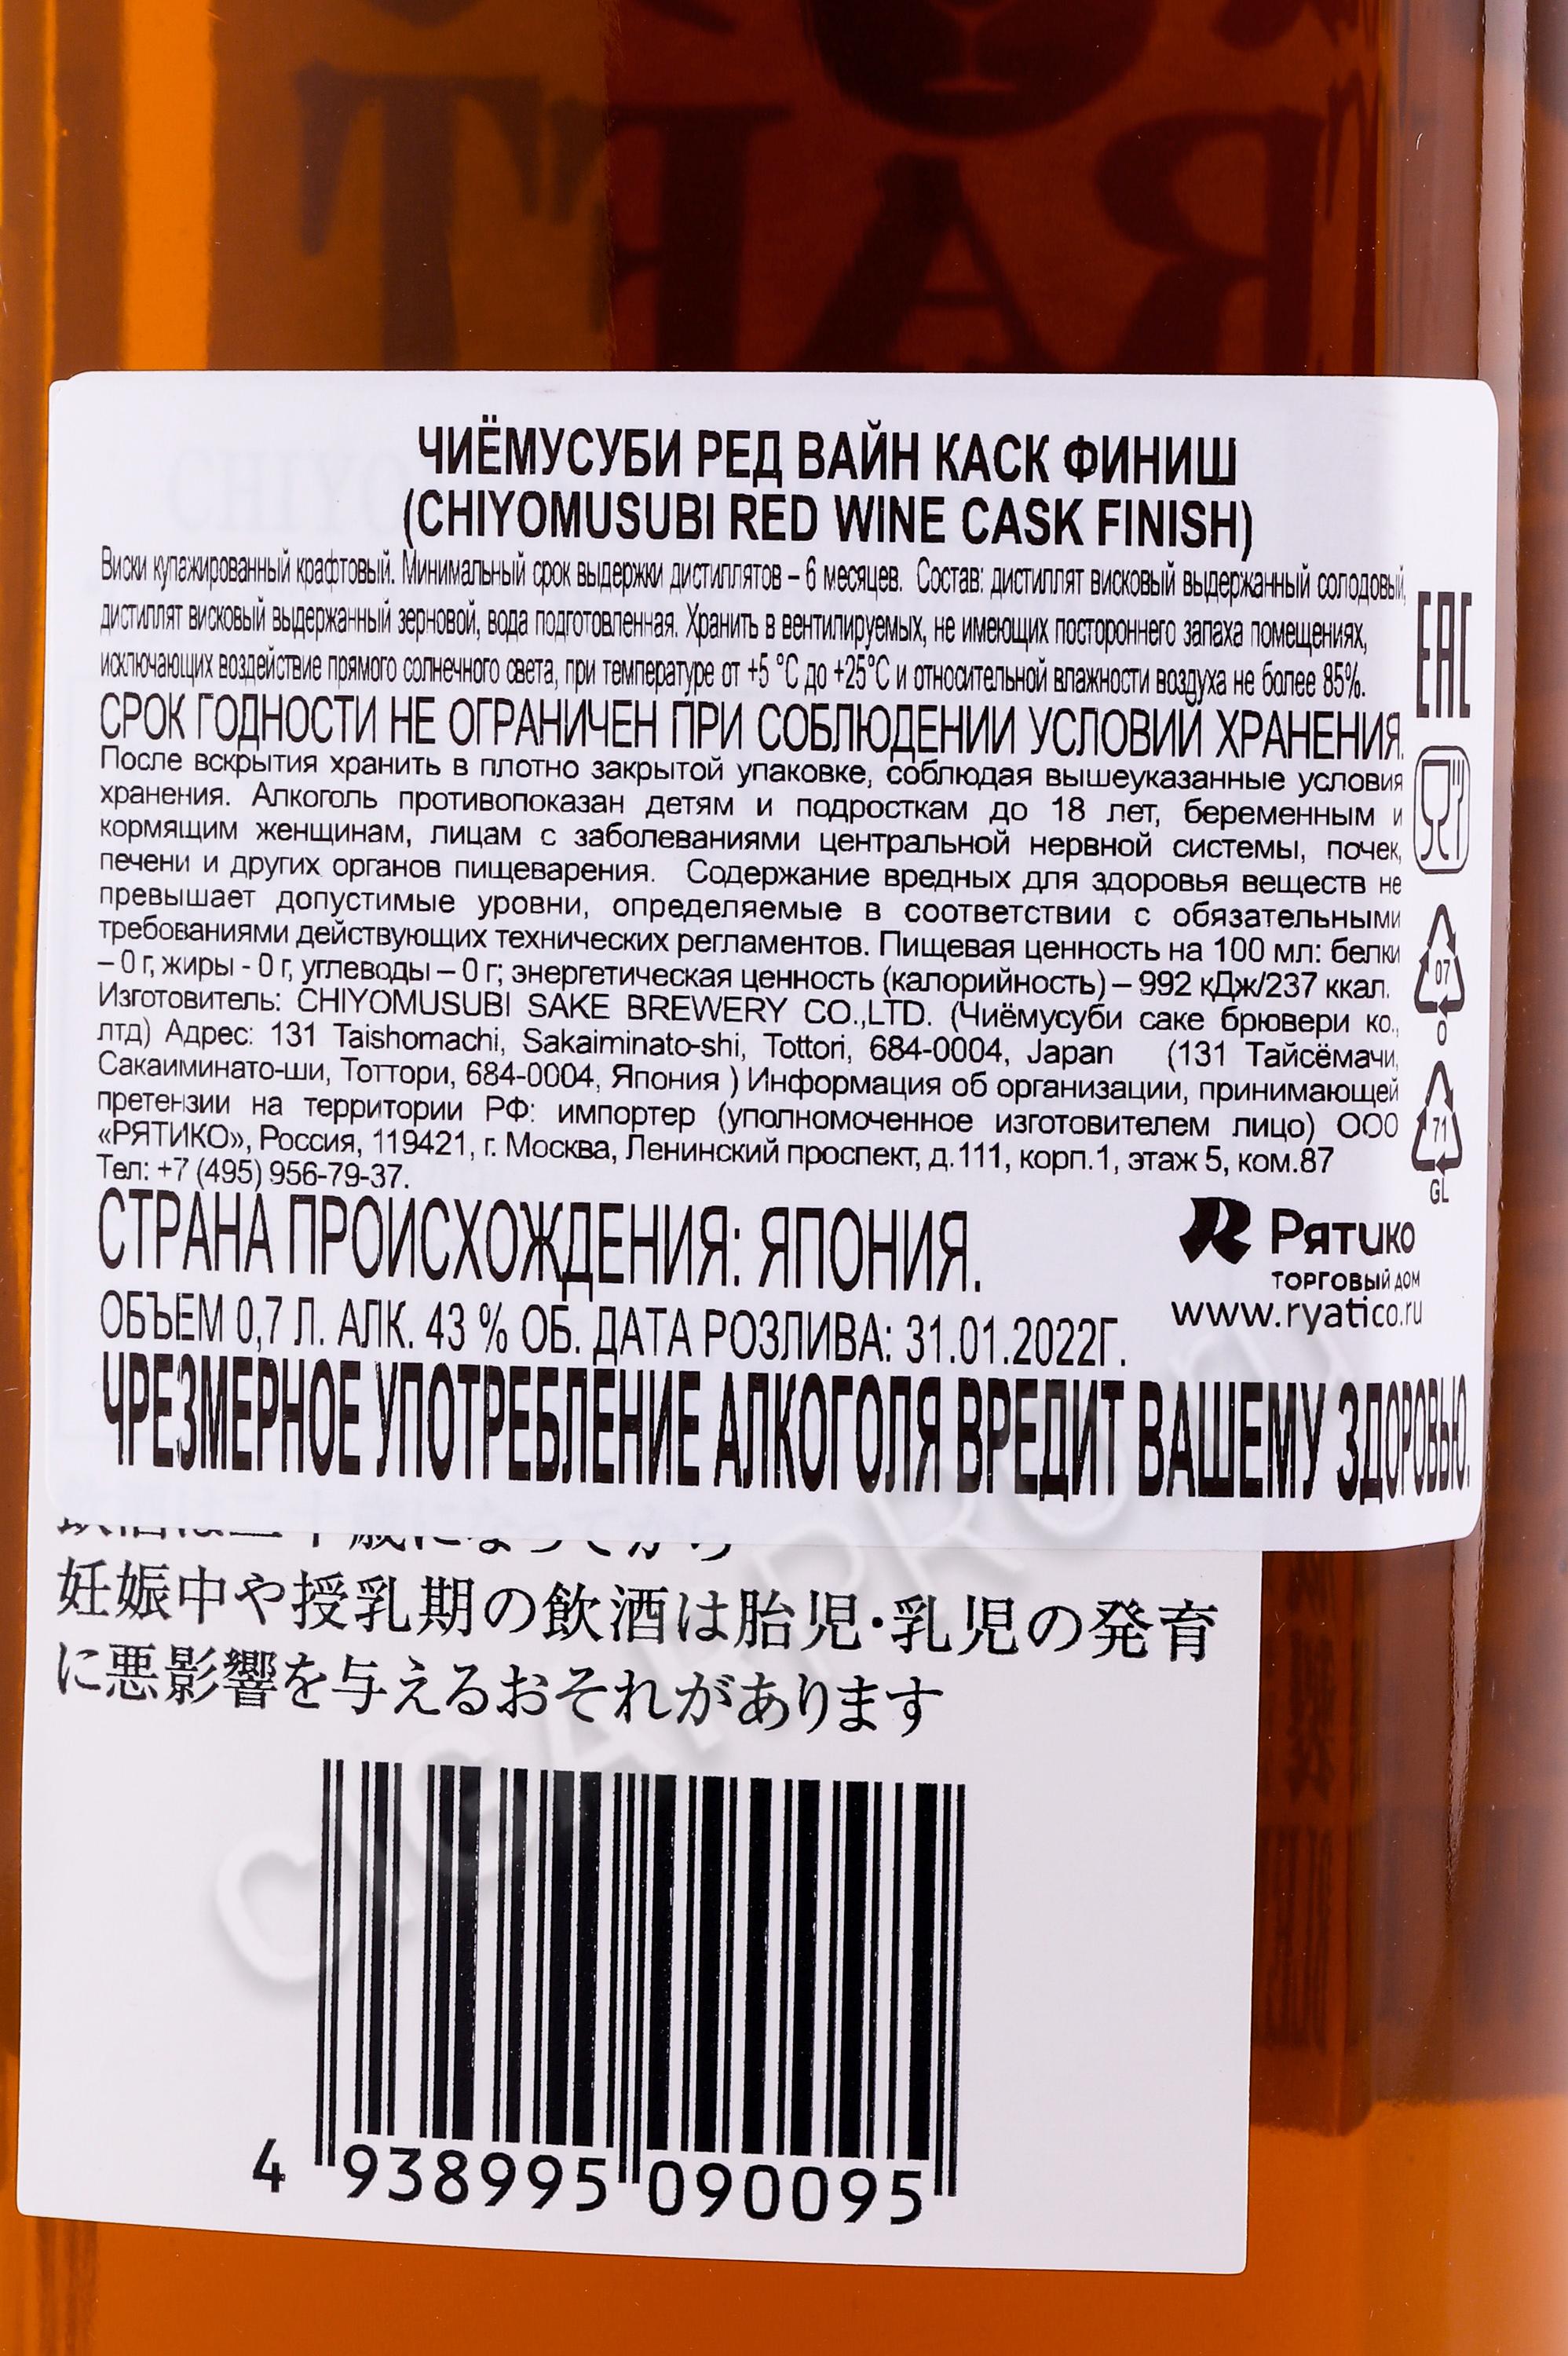 ЧИЁМУСУБИ РЕД ВАЙН КАСК ФИНИШ
(CHIYOMUSUBI RED WINE CASK FINISH)
Виски купажированный крафтовый. Минимальный срок выдержки дистиллятов – 6 месяцев. Состав: дистиллят висковый выдержанный солодовый,
дистиллят висковый выдержанный зерновой, вода подготовленная. Хранить в вентилируемых, не имеющих постороннего запаха помещениях,
исключающих воздействие прямого солнечного света, при температуре от +5 °С до +25°С и относительной влажности воздуха не более 85%.
СРОК ГОДНОСТИ НЕ ОГРАНИЧЕН ПРИ СОБЛЮДЕНИИ УСЛОВИЙ ХРАНЕНИЯ.
После вскрытия хранить в плотно закрытой упаковке, соблюдая вышеуказанные условия
хранения. Алкоголь противопоказан детям и подросткам до 18 лет, беременным и
кормящим женщинам, лицам с заболеваниями центральной нервной системы, почек,
печени и других органов пищеварения. Содержание вредных для здоровья веществ не
превышает допустимые уровни, определяемые в соответствии с обязательными
требованиями действующих технических регламентов. Пищевая ценность на 100 мл: белки
– 0 г, жиры - 0 г, углеводы – 0 г; энергетическая ценность (калорийность) – 992 кДж/237 ккал.
Изготовитель: CHIYOMUSUBI SAKE BREWERY CO.,LTD. (Чиёмусуби саке брювери ко.,
лтд) Адрес: 131 Taishomachi, Sakaiminato-shi, Tottori, 684-0004, Japan (131 Тайсёмачи,
Сакаиминато-ши, Тоттори, 684-0004, Япония ) Информация об организации, принимающей
претензии на территории РФ: импортер (уполномоченное изготовителем лицо) ООО
«РЯТИКО», Россия, 119421, г. Москва, Ленинский проспект, д.111, корп.1, этаж 5, ком.87
Тел: +7 (495) 956-79-37.
СТРАНА ПРОИСХОЖДЕНИЯ: ЯПОНИЯ.
ОБЪЕМ 0,7 Л. АЛК. 43 % ОБ. ДАТА РОЗЛИВА: 31.01.2022Г.
ЧРЕЗМЕРНОЕ УПОТРЕБЛЕНИЕ АЛКОГОЛЯ ВРЕДИТ ВАШЕМУ ЗДОРОВЬЮ.
EAC
07
O
71
GL
Рятико
ТОРГОВЫЙ ДОМ
www.ryatico.ru
妊娠中や授乳期の飲酒は胎児・乳児の発育
に悪影響を与えるおそれがあります
4 938995 090095
CIGARPRO.ru